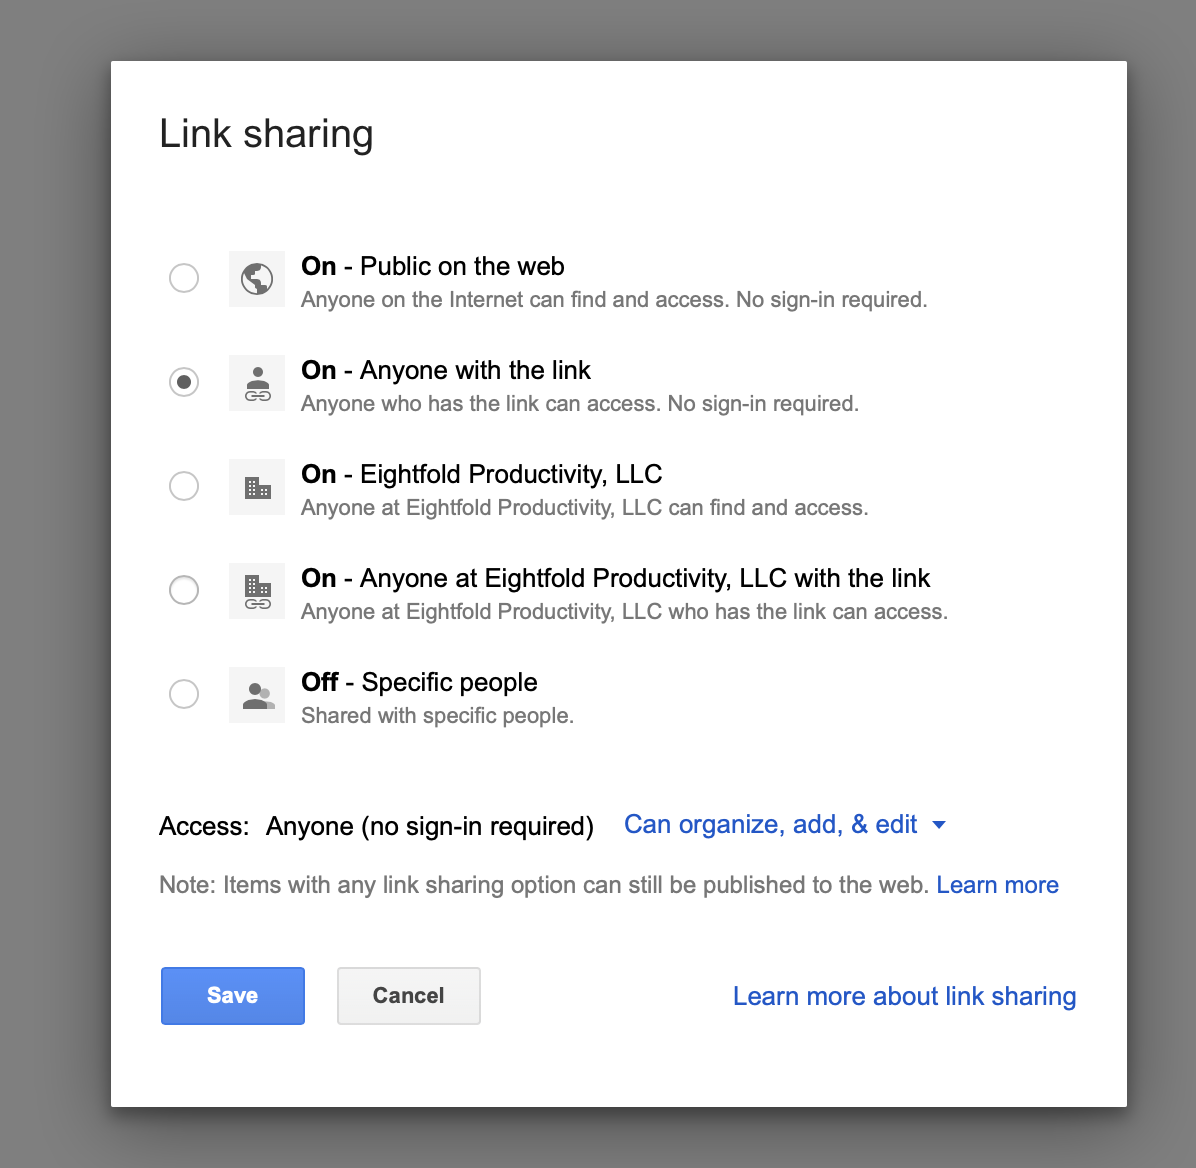 Link sharing
On - Public on the web
Anyone on the Internet can find and access. No sign-in required.
On - Anyone with the link
Anyone who has the link can access. No sign-in required.
On - Eightfold Productivity, LLC
Anyone at Eightfold Productivity, LLC can find and access.
On - Anyone at Eightfold Productivity, LLC with the link
Anyone at Eightfold Productivity, LLC who has the link can access.
Off - Specific people
Shared with specific people.
Access: Anyone (no sign-in required) Can organize, add, & edit
Note: Items with any link sharing option can still be published to the web. Learn more
Save Cancel Learn more about link sharing